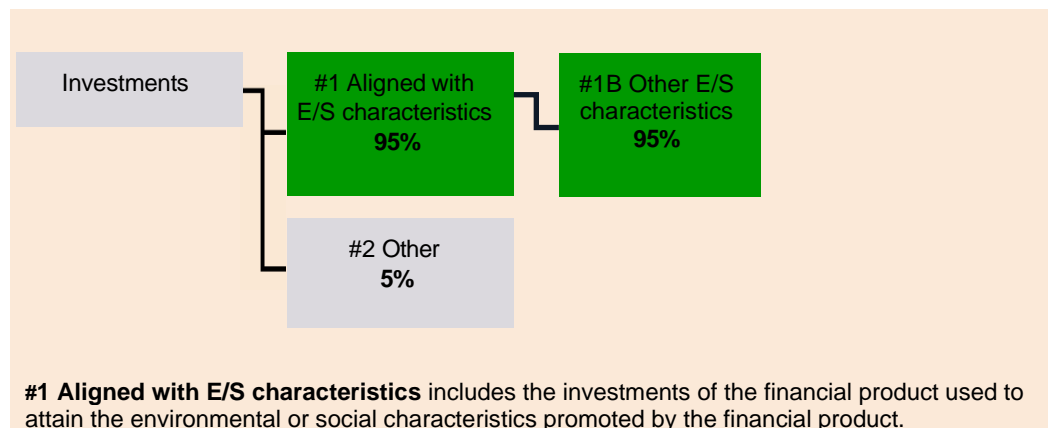 Investments
#1 Aligned with
E/S characteristics
95%
#1B Other E/S
characteristics
95%
#2 Other
5%
#1 Aligned with E/S characteristics includes the investments of the financial product used to
attain the environmental or social characteristics promoted by the financial product.